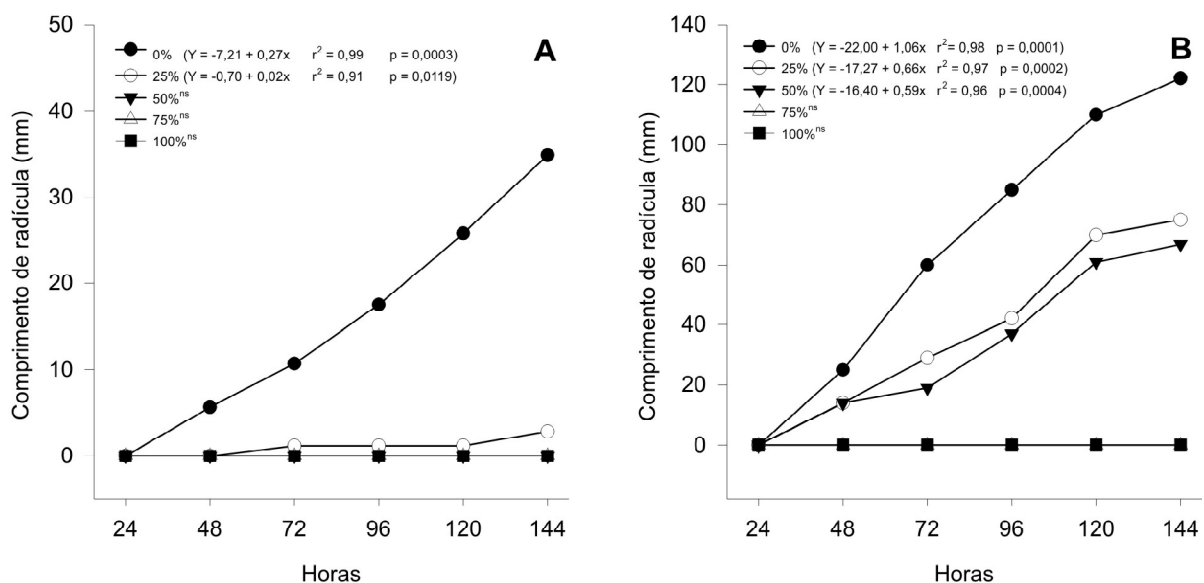 A
0% (Y = -7,21 + 0,27x r² = 0,99 p = 0,0003)
25% (Y = -0,70 + 0,02x r² = 0,91 p = 0,0119)
50%ⁿˢ
75%ⁿˢ
100%ⁿˢ
Comprimento de radícula (mm)
50
40
30
20
10
0
24 48 72 96 120 144
Horas
B
0% (Y = -22.00 + 1,06x r²= 0,98 p = 0,0001)
25% (Y = -17,27 + 0,66x r² = 0,97 p = 0,0002)
50% (Y = -16,40 + 0,59x r² = 0,96 p = 0,0004)
75%ⁿˢ
100%ⁿˢ
Comprimento de radícula (mm)
140
120
100
80
60
40
20
0
24 48 72 96 120 144
Horas